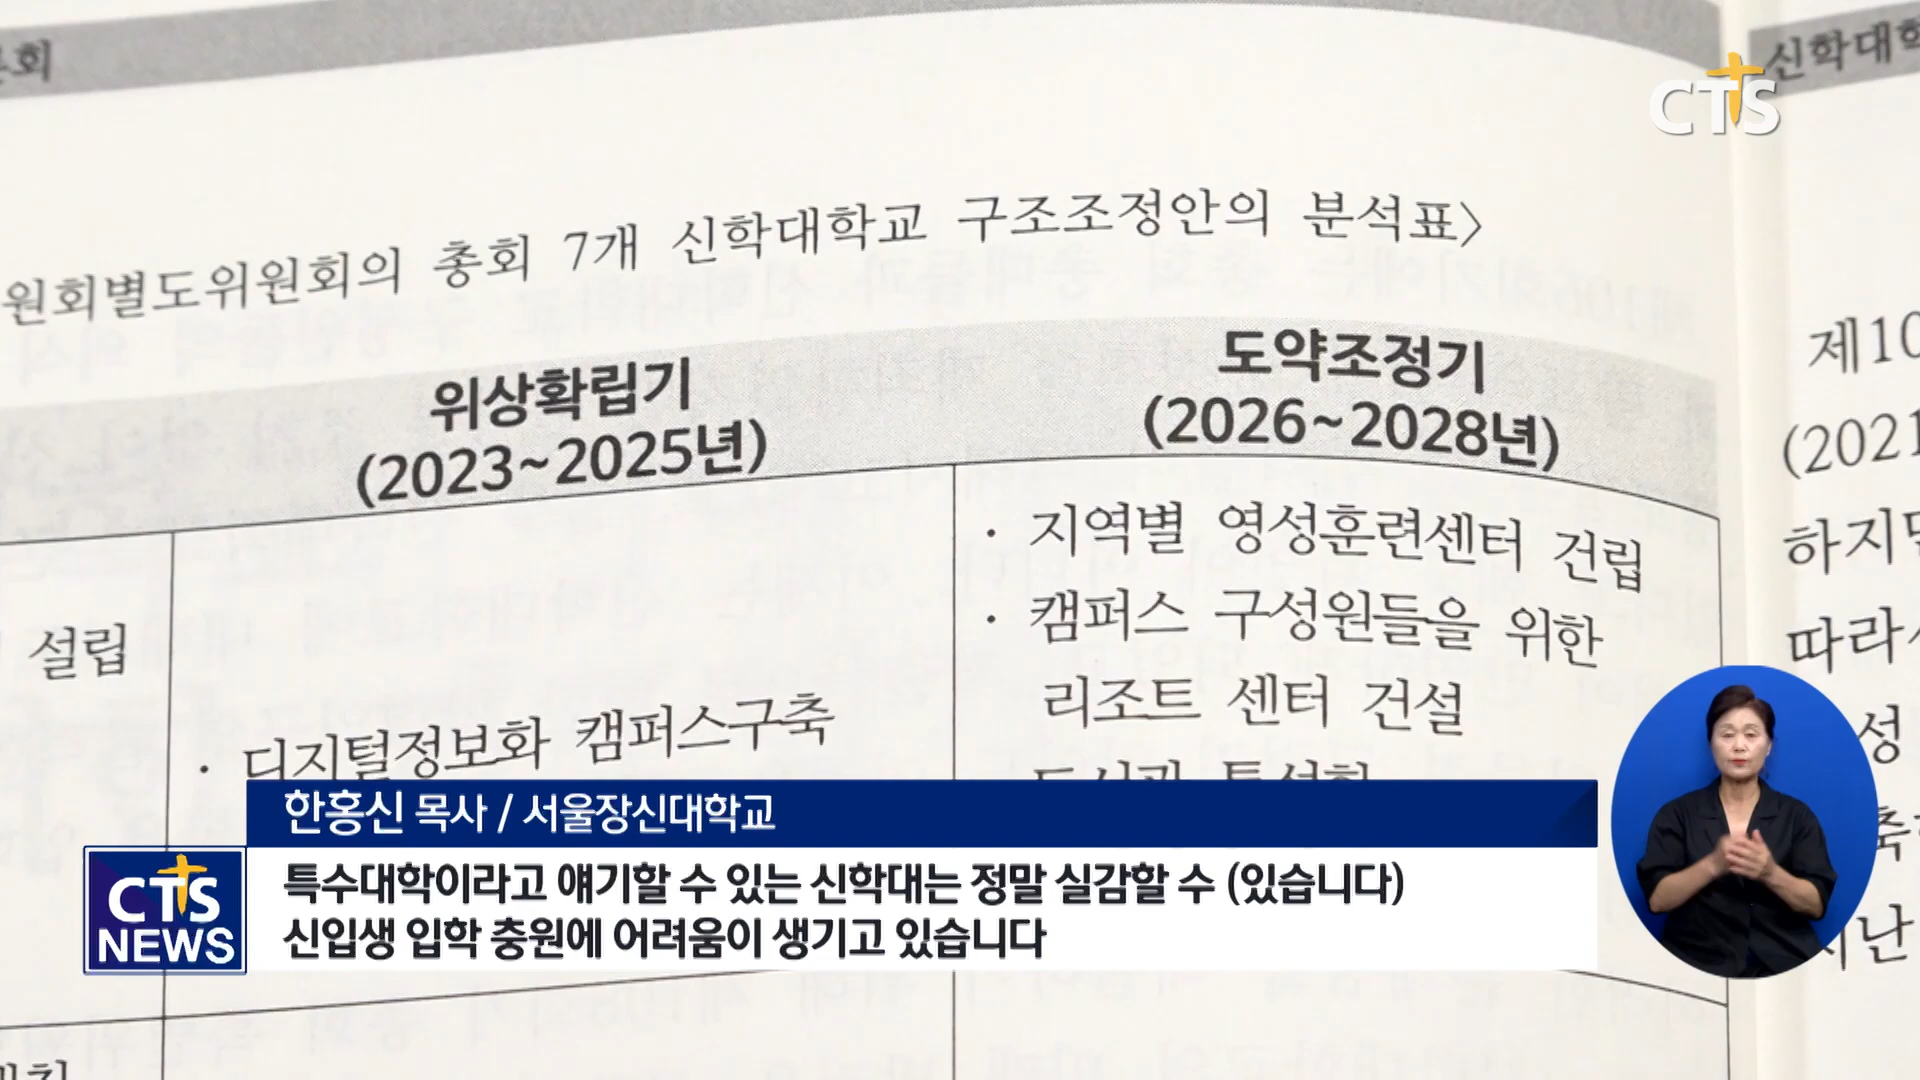 신학대학
CTS
원회별도위원회의 총회 7개 신학대학교 구조조정안의 분석표〉
위상확립기
(2023~2025년)
도약조정기
(2026~2028년)
설립
· 디지털정보화 캠퍼스구축
· 지역별 영성훈련센터 건립
· 캠퍼스 구성원들을 위한
리조트 센터 건설
제10
(2021
하지만
따라서
성
한홍신 목사 / 서울장신대학교
CTS
NEWS
특수대학이라고 얘기할 수 있는 신학대는 정말 실감할 수 (있습니다)
신입생 입학 충원에 어려움이 생기고 있습니다